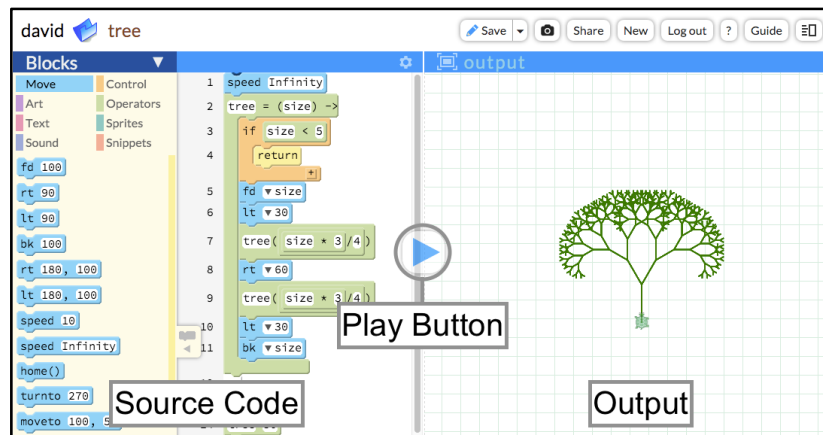 david tree
Save Share New Log out ? Guide
Blocks ▼
output
Move Control
Art Operators
Text Sprites
Sound Snippets
fd 100
rt 90
lt 90
bk 100
rt 180, 100
lt 180, 100
speed 10
speed Infinity
home()
turnto 270
moveto 100, 5
1 speed Infinity
2 tree = (size) ->
3 if size < 5
4 return
+
5 fd ▼ size
6 lt ▼ 30
7 tree( size * 3 /4 )
8 rt ▼ 60
9 tree( size * 3 /4 )
10 lt ▼ 30
11 bk ▼ size
Play Button
Source Code
Output